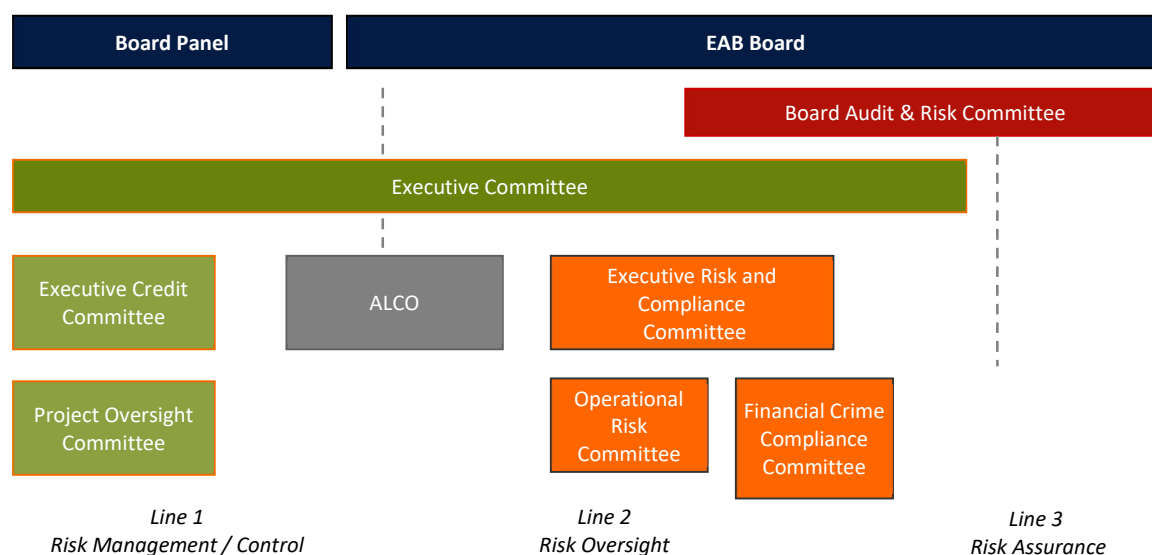 Board Panel
EAB Board
Board Audit & Risk Committee
Executive Committee
Executive Credit
Committee
ALCO
Executive Risk and
Compliance
Committee
Project Oversight
Committee
Operational
Risk
Committee
Financial Crime
Compliance
Committee
Line 1
Risk Management / Control
Line 2
Risk Oversight
Line 3
Risk Assurance